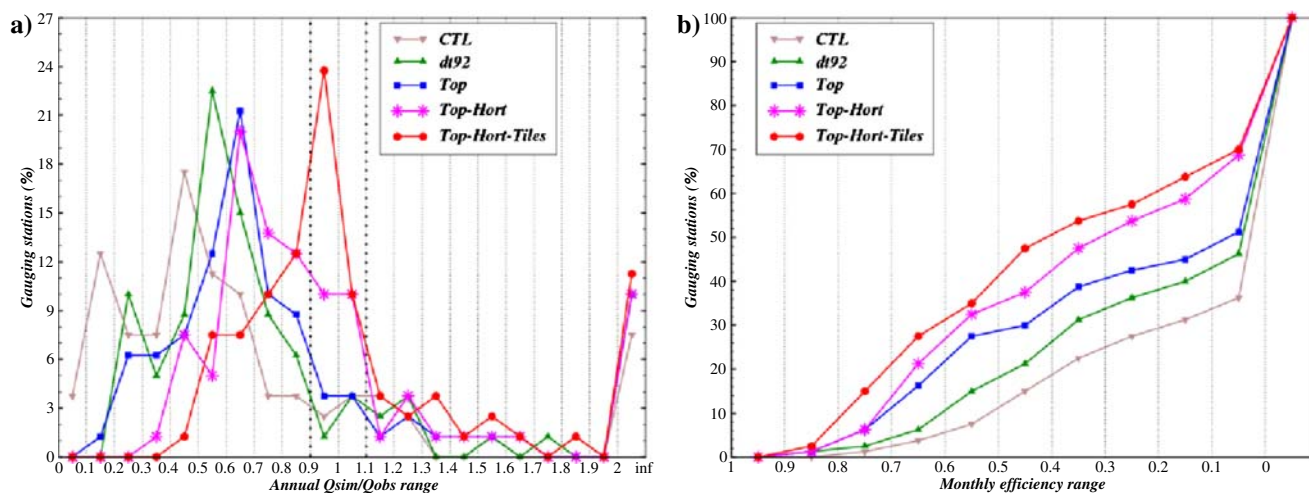 a)
27
24
21
18
15
12
9
6
3
0
Gauging stations (%)
CTL
dt92
Top
Top-Hort
Top-Hort-Tiles
0 0.1 0.2 0.3 0.4 0.5 0.6 0.7 0.8 0.9 1 1.1 1.2 1.3 1.4 1.5 1.6 1.7 1.8 1.9 2 inf
Annual Qsim/Qobs range
b)
100
90
80
70
60
50
40
30
20
10
0
Gauging stations (%)
CTL
dt92
Top
Top-Hort
Top-Hort-Tiles
1 0.9 0.8 0.7 0.6 0.5 0.4 0.3 0.2 0.1 0
Monthly efficiency range